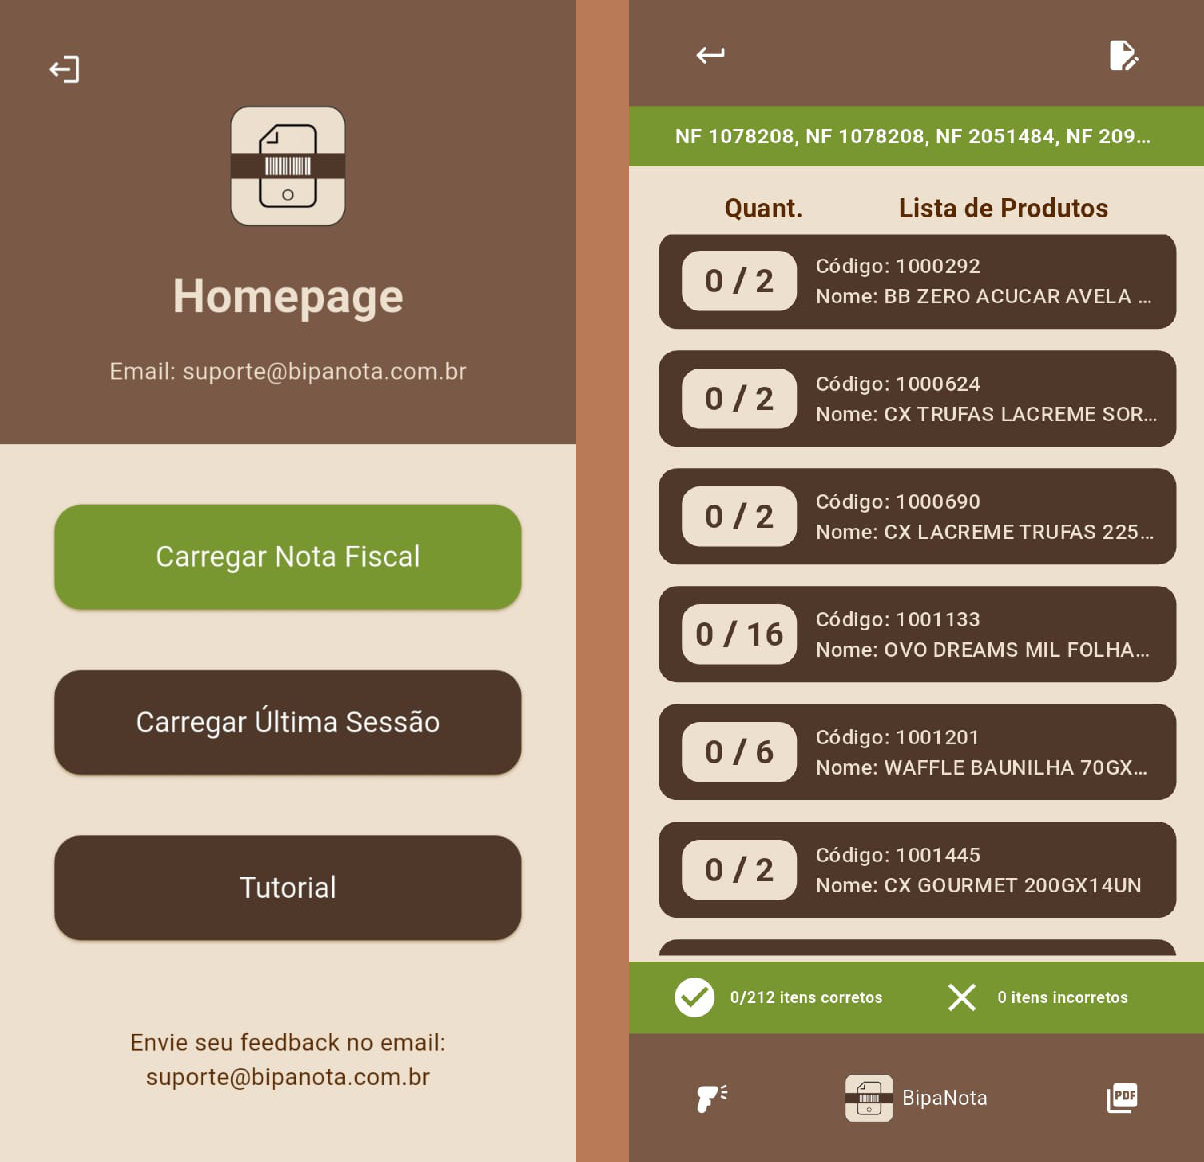 Homepage
Email: suporte@bipanota.com.br
Carregar Nota Fiscal
Carregar Última Sessão
Tutorial
Envie seu feedback no email:
suporte@bipanota.com.br
NF 1078208, NF 1078208, NF 2051484, NF 209...
Quant.
Lista de Produtos
0 / 2
Código: 1000292
Nome: BB ZERO ACUCAR AVELA ...
0 / 2
Código: 1000624
Nome: CX TRUFAS LACREME SOR...
0 / 2
Código: 1000690
Nome: CX LACREME TRUFAS 225...
0 / 16
Código: 1001133
Nome: OVO DREAMS MIL FOLHA...
0 / 6
Código: 1001201
Nome: WAFFLE BAUNILHA 70GX...
0 / 2
Código: 1001445
Nome: CX GOURMET 200GX14UN
0/212 itens corretos
0 itens incorretos
BipaNota
PDF